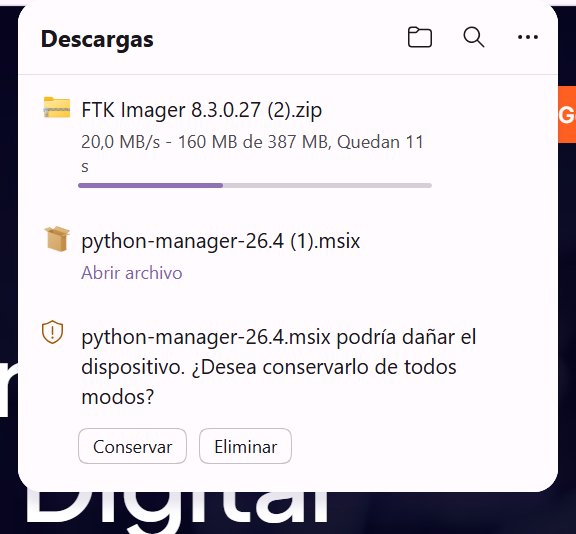 Descargas
FTK Imager 8.3.0.27 (2).zip
20,0 MB/s - 160 MB de 387 MB, Quedan 11
s
python-manager-26.4 (1).msix
Abrir archivo
python-manager-26.4.msix podría dañar el
dispositivo. ¿Desea conservarlo de todos
modos?
Conservar Eliminar
Digital